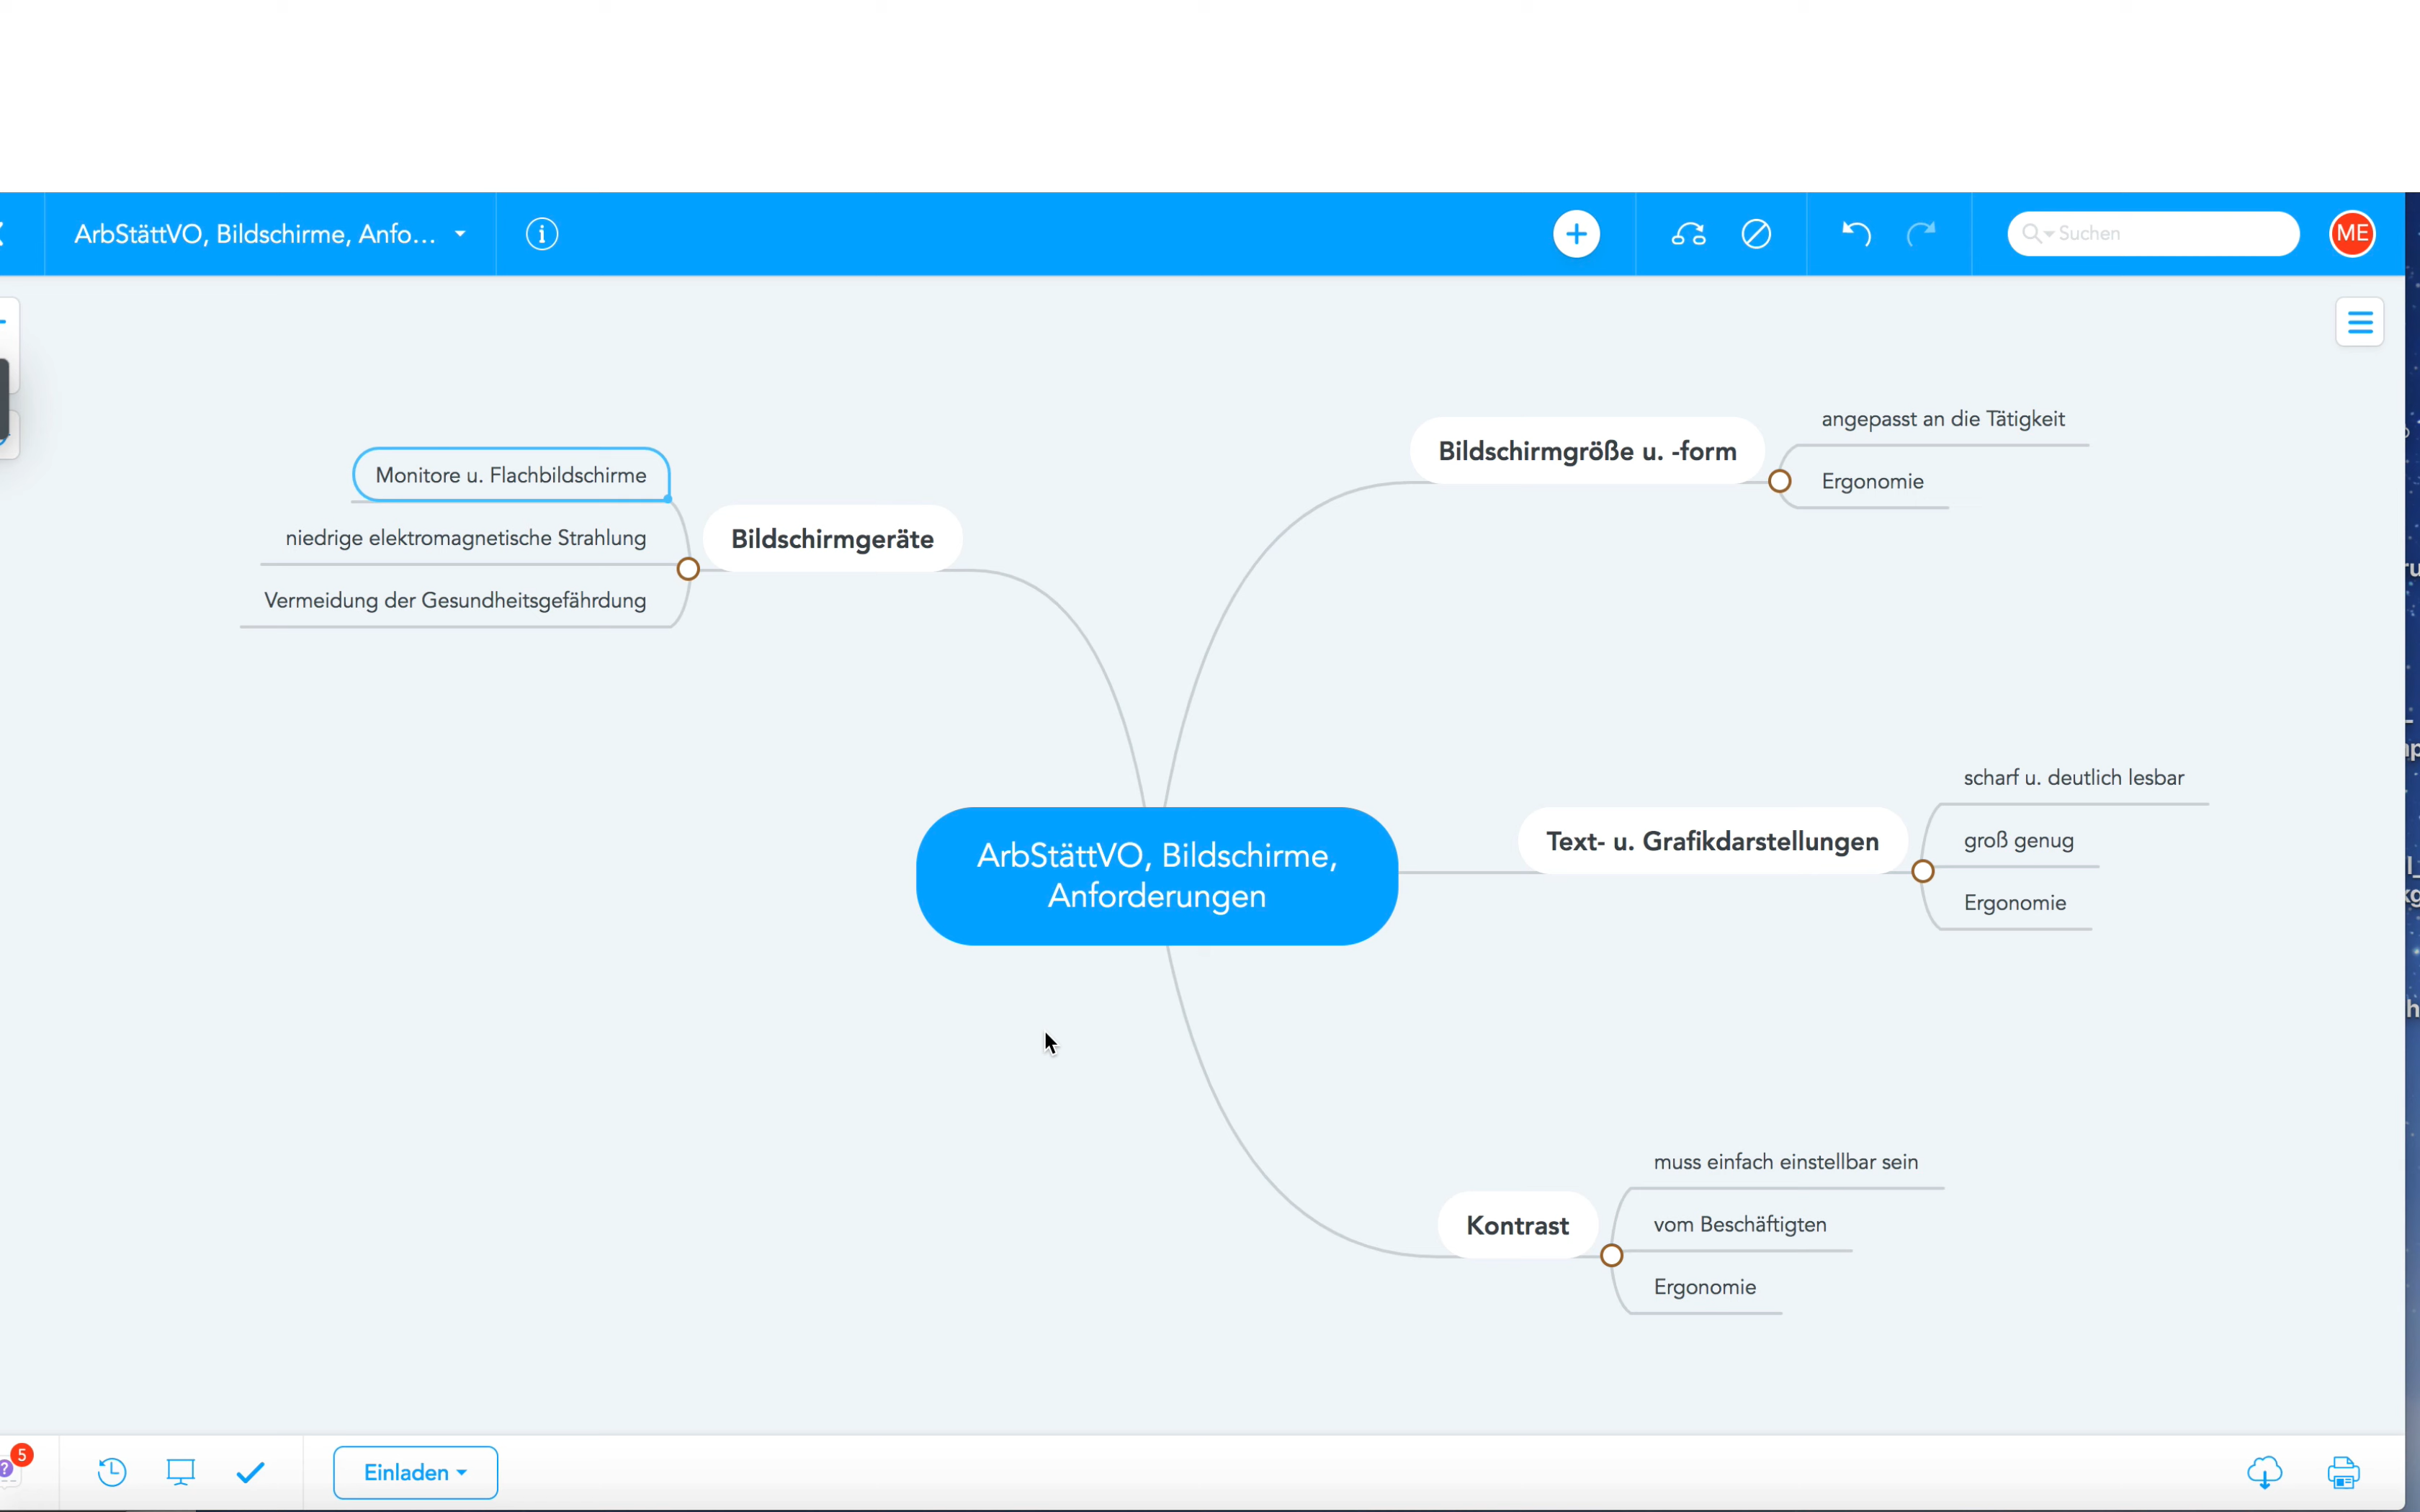 ArbStättVO, Bildschirme, Anfo...
Suchen
ME
Monitore u. Flachbildschirme
niedrige elektromagnetische Strahlung
Vermeidung der Gesundheitsgefährdung
Bildschirmgeräte
Bildschirmgröße u. -form
angepasst an die Tätigkeit
Ergonomie
ArbStättVO, Bildschirme,
Anforderungen
Text- u. Grafikdarstellungen
scharf u. deutlich lesbar
groß genug
Ergonomie
Kontrast
muss einfach einstellbar sein
vom Beschäftigten
Ergonomie
5
Einladen